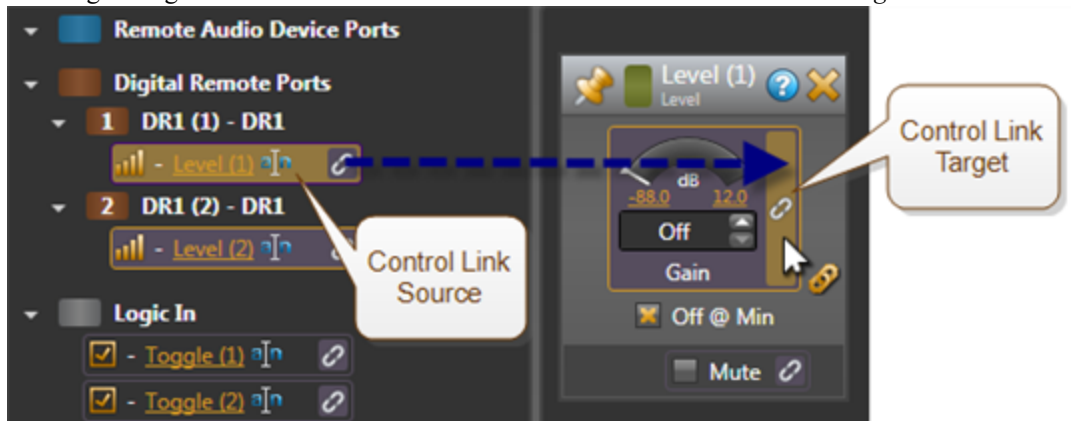 Remote Audio Device Ports
Digital Remote Ports
1 DR1 (1) - DR1
- Level (1)
2 DR1 (2) - DR1
- Level (2)
Logic In
- Toggle (1)
- Toggle (2)
Control Link
Source
Level (1)
Level
dB
-88.0 12.0
Off
Gain
Off @ Min
Mute
Control Link
Target